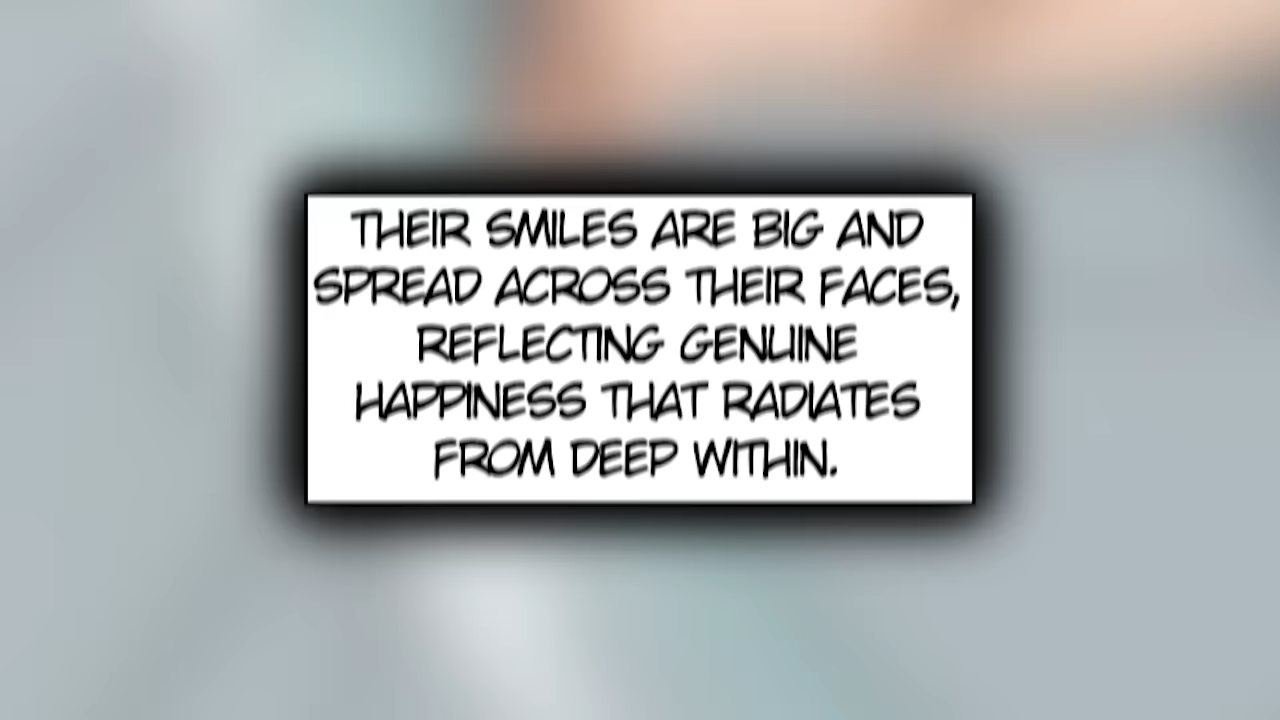 THEIR SMILES ARE BIG AND
SPREAD ACROSS THEIR FACES,
REFLECTING GENUINE
HAPPINESS THAT RADIATES
FROM DEEP WITHIN.